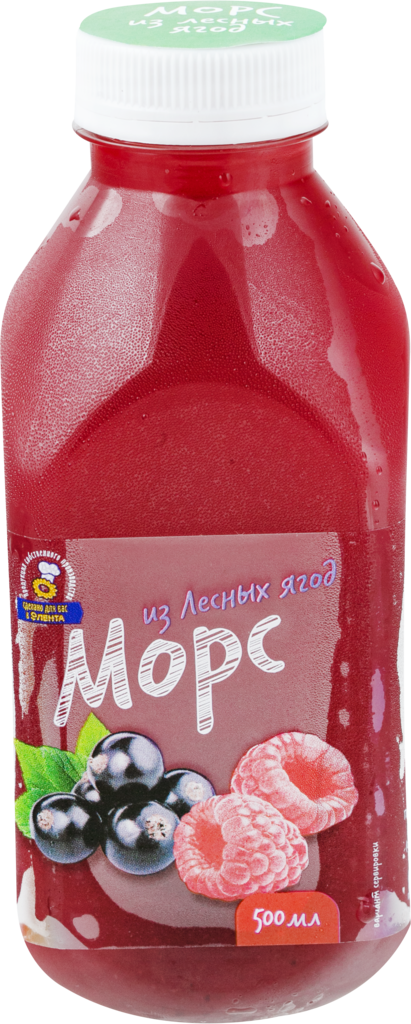 Морс
из лесных
ягод
сделано для вас
в Лента
из Лесных ягод
Морс
500 мл
вариант сервировки